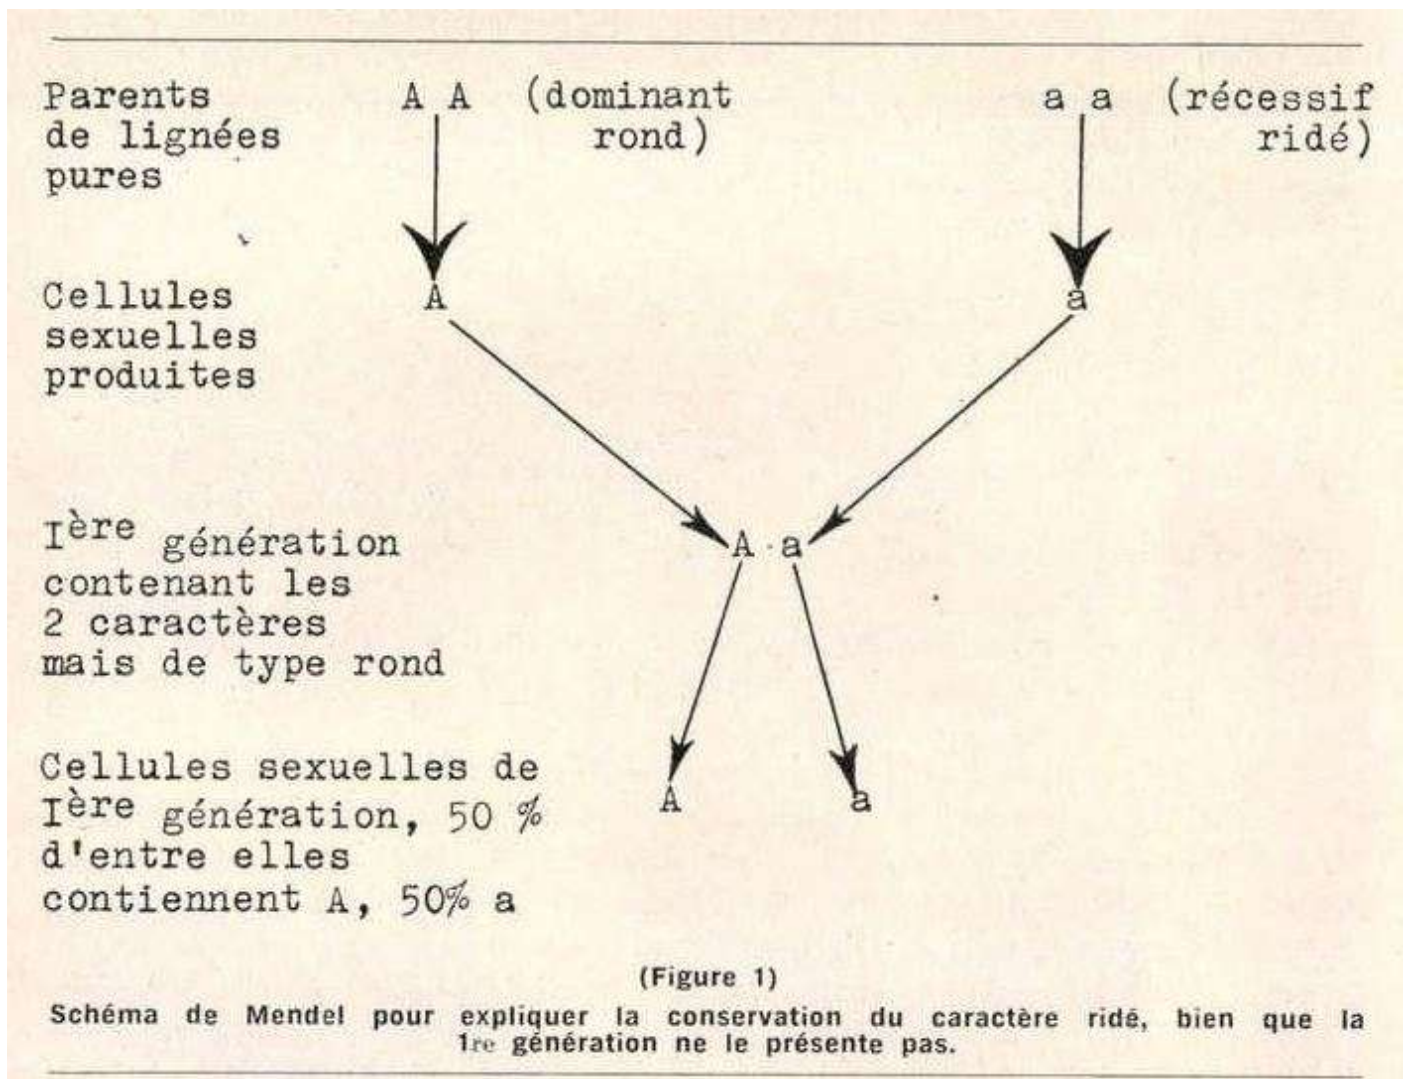 Parents A A (dominant a a (récessif
de lignées rond) ridé)
pures
Cellules A a
sexuelles
produites
Ière génération A a
contenant les
2 caractères
mais de type rond
Cellules sexuelles de
Ière génération, 50 % A a
d'entre elles
contiennent A, 50% a
(Figure 1)
Schéma de Mendel pour expliquer la conservation du caractère ridé, bien que la
1re génération ne le présente pas.